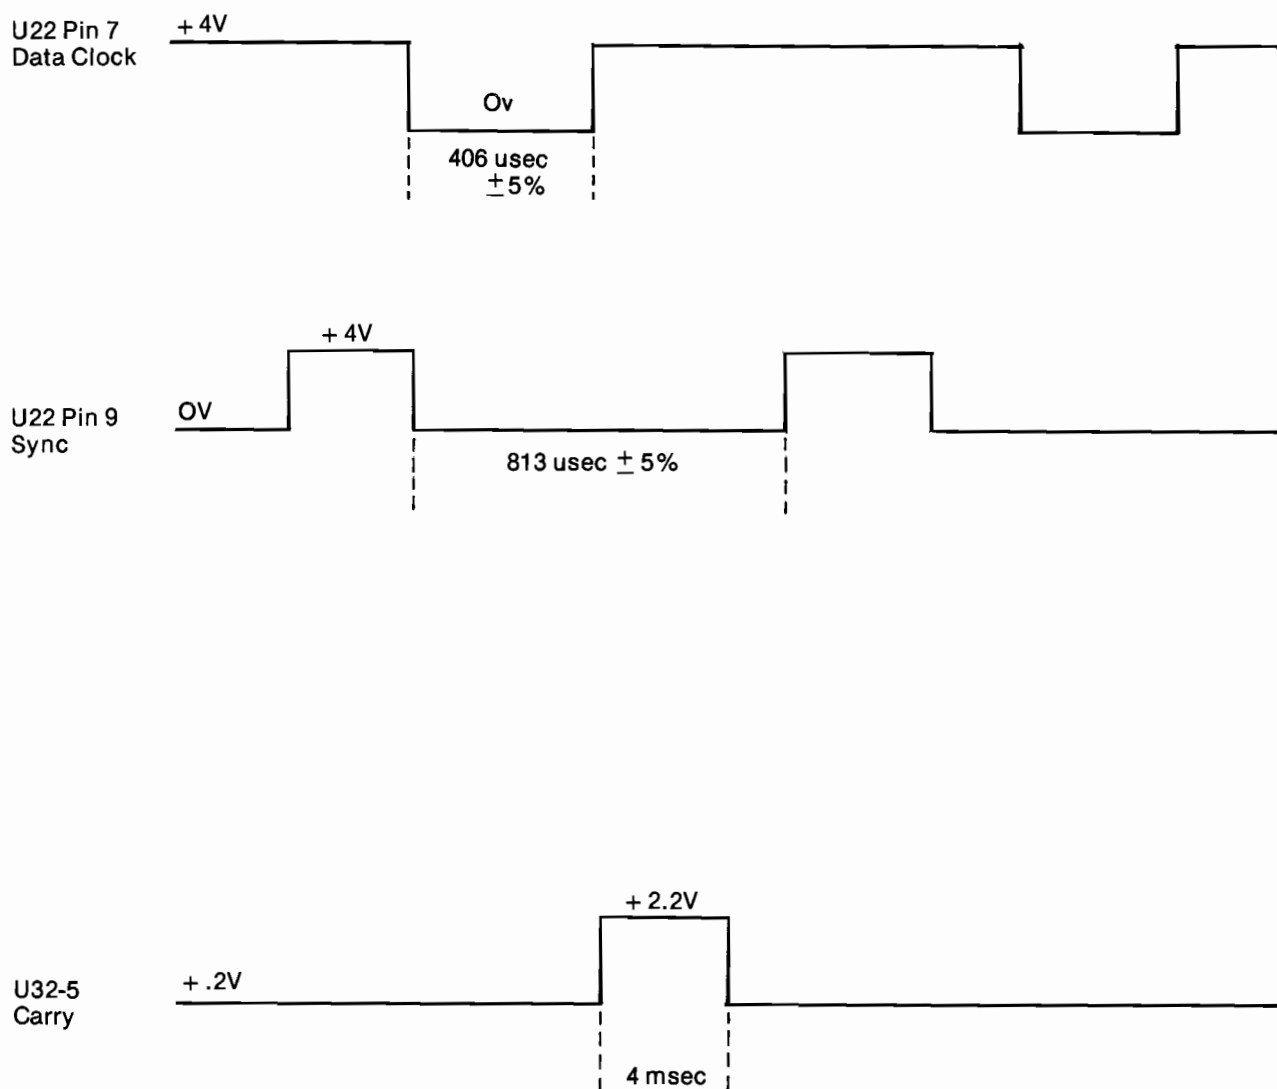 U22 Pin 7
Data Clock
+ 4V
Ov
406 usec
± 5%
+ 4V
U22 Pin 9
Sync
OV
813 usec ± 5%
+ 2.2V
U32-5
Carry
+ .2V
4 msec